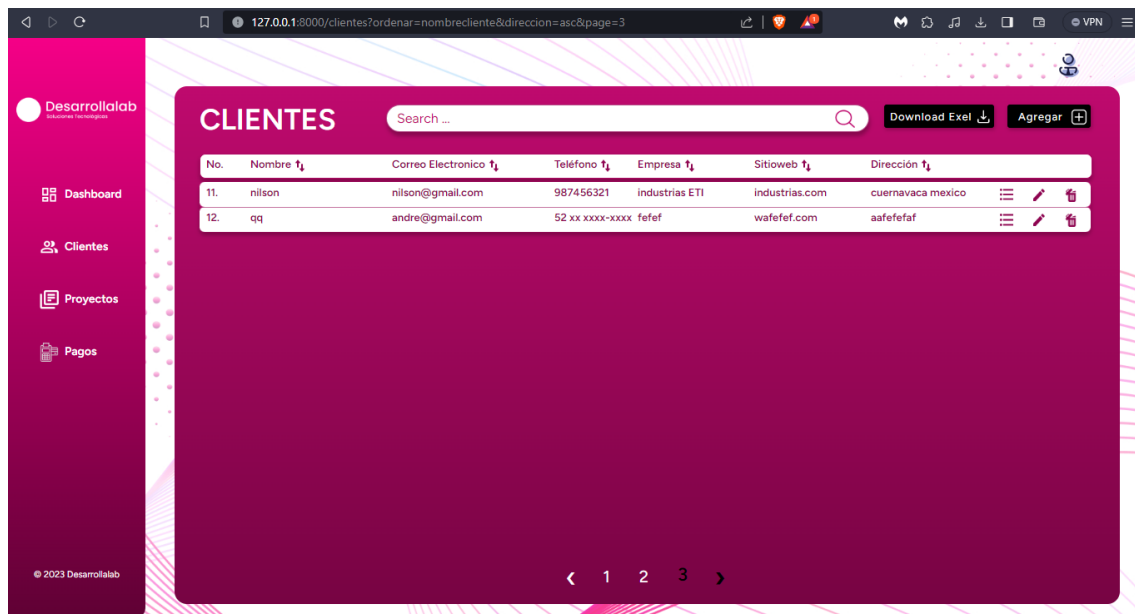 127.0.0.1:8000/clientes?ordenar=nombrecliente&direccion=asc&page=3
VPN
Desarrollalab
Soluciones Tecnológicas
Dashboard
Clientes
Proyectos
Pagos
© 2023 Desarrollalab
CLIENTES
Search ...
Download Exel
Agregar
No. Nombre Correo Electronico Teléfono Empresa Sitioweb Dirección
11. nilson nilson@gmail.com 987456321 industrias ETI industrias.com cuernavaca mexico
12. qq andre@gmail.com 52 xx xxxx-xxxx fefef wafefef.com aafefefaf
‹ 1 2 3 ›